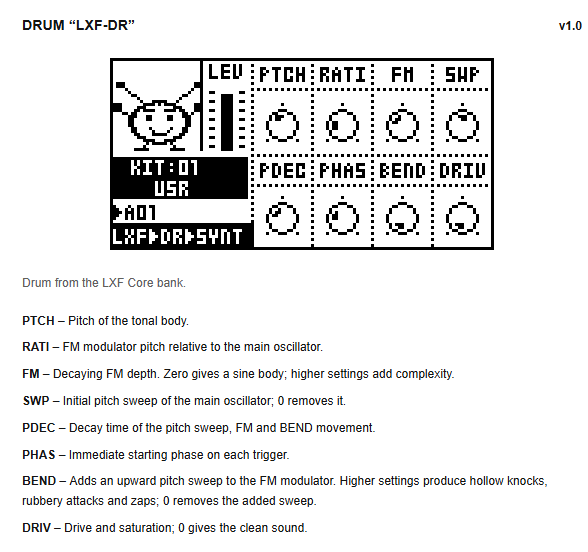 DRUM “LXF-DR”
v1.0
LEV
PTCH
RATI
FM
SWP
KIT:01
USR
A01
LXF▶DR▶SYNT
PDEC
PHAS
BEND
DRIV
Drum from the LXF Core bank.
PTCH – Pitch of the tonal body.
RATI – FM modulator pitch relative to the main oscillator.
FM – Decaying FM depth. Zero gives a sine body; higher settings add complexity.
SWP – Initial pitch sweep of the main oscillator; 0 removes it.
PDEC – Decay time of the pitch sweep, FM and BEND movement.
PHAS – Immediate starting phase on each trigger.
BEND – Adds an upward pitch sweep to the FM modulator. Higher settings produce hollow knocks,
rubbery attacks and zaps; 0 removes the added sweep.
DRIV – Drive and saturation; 0 gives the clean sound.